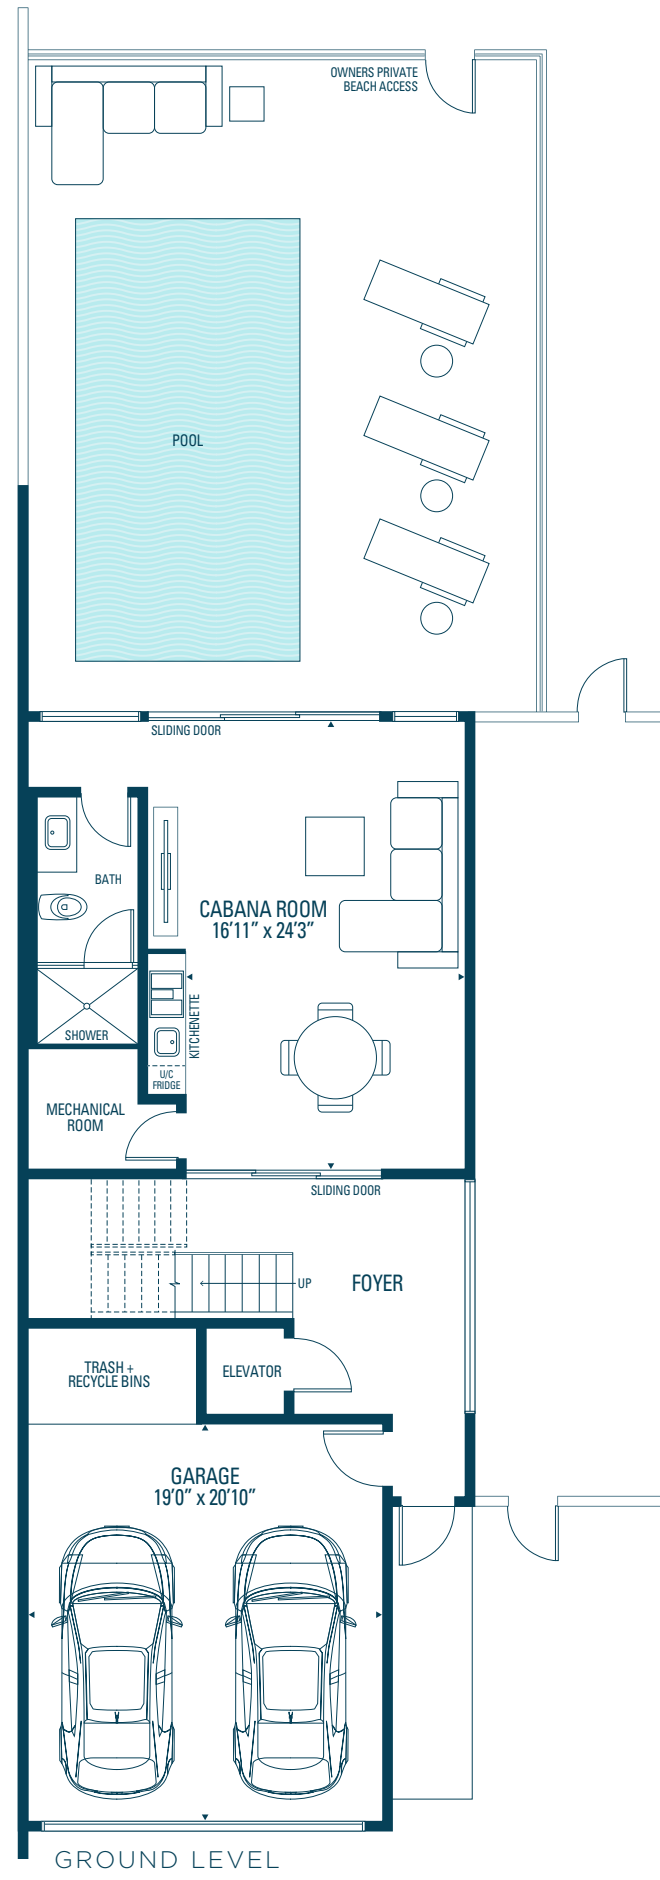 OWNERS PRIVATE
BEACH ACCESS
POOL
SLIDING DOOR
BATH
CABANA ROOM
16'11" x 24'3"
KITCHENETTE
SHOWER
U/C
FRIDGE
MECHANICAL
ROOM
SLIDING DOOR
UP
FOYER
TRASH +
RECYCLE BINS
ELEVATOR
GARAGE
19'0" x 20'10"
GROUND LEVEL